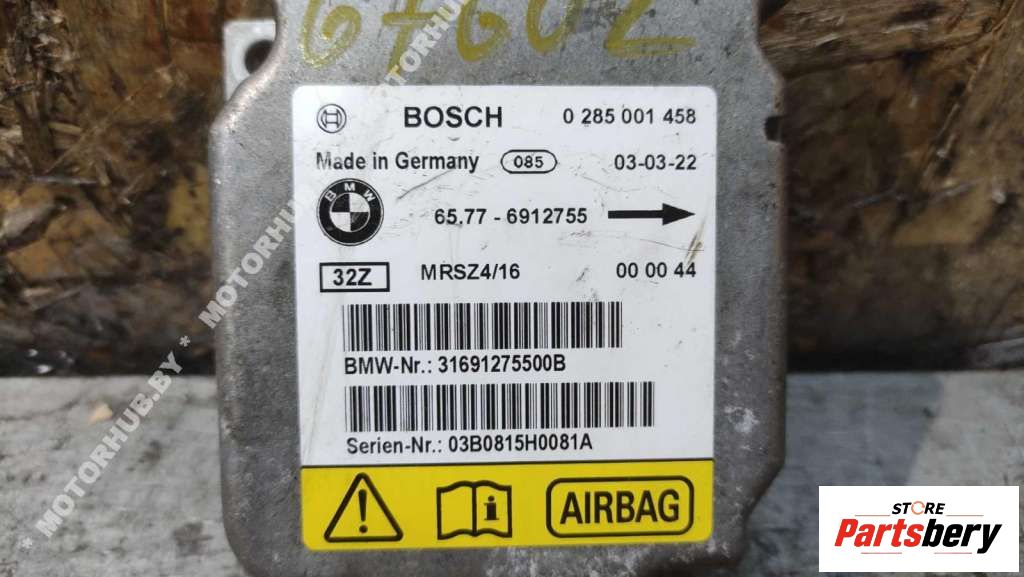 67602
BOSCH 0 285 001 458
Made in Germany 085 03-03-22
BMW
65.77 - 6912755
32Z MRSZ4/16 00 00 44
BMW-Nr.: 31691275500B
Serien-Nr.: 03B0815H0081A
i AIRBAG
* MOTORHUB.BY * MOTORHUB
STORE
Partsbery